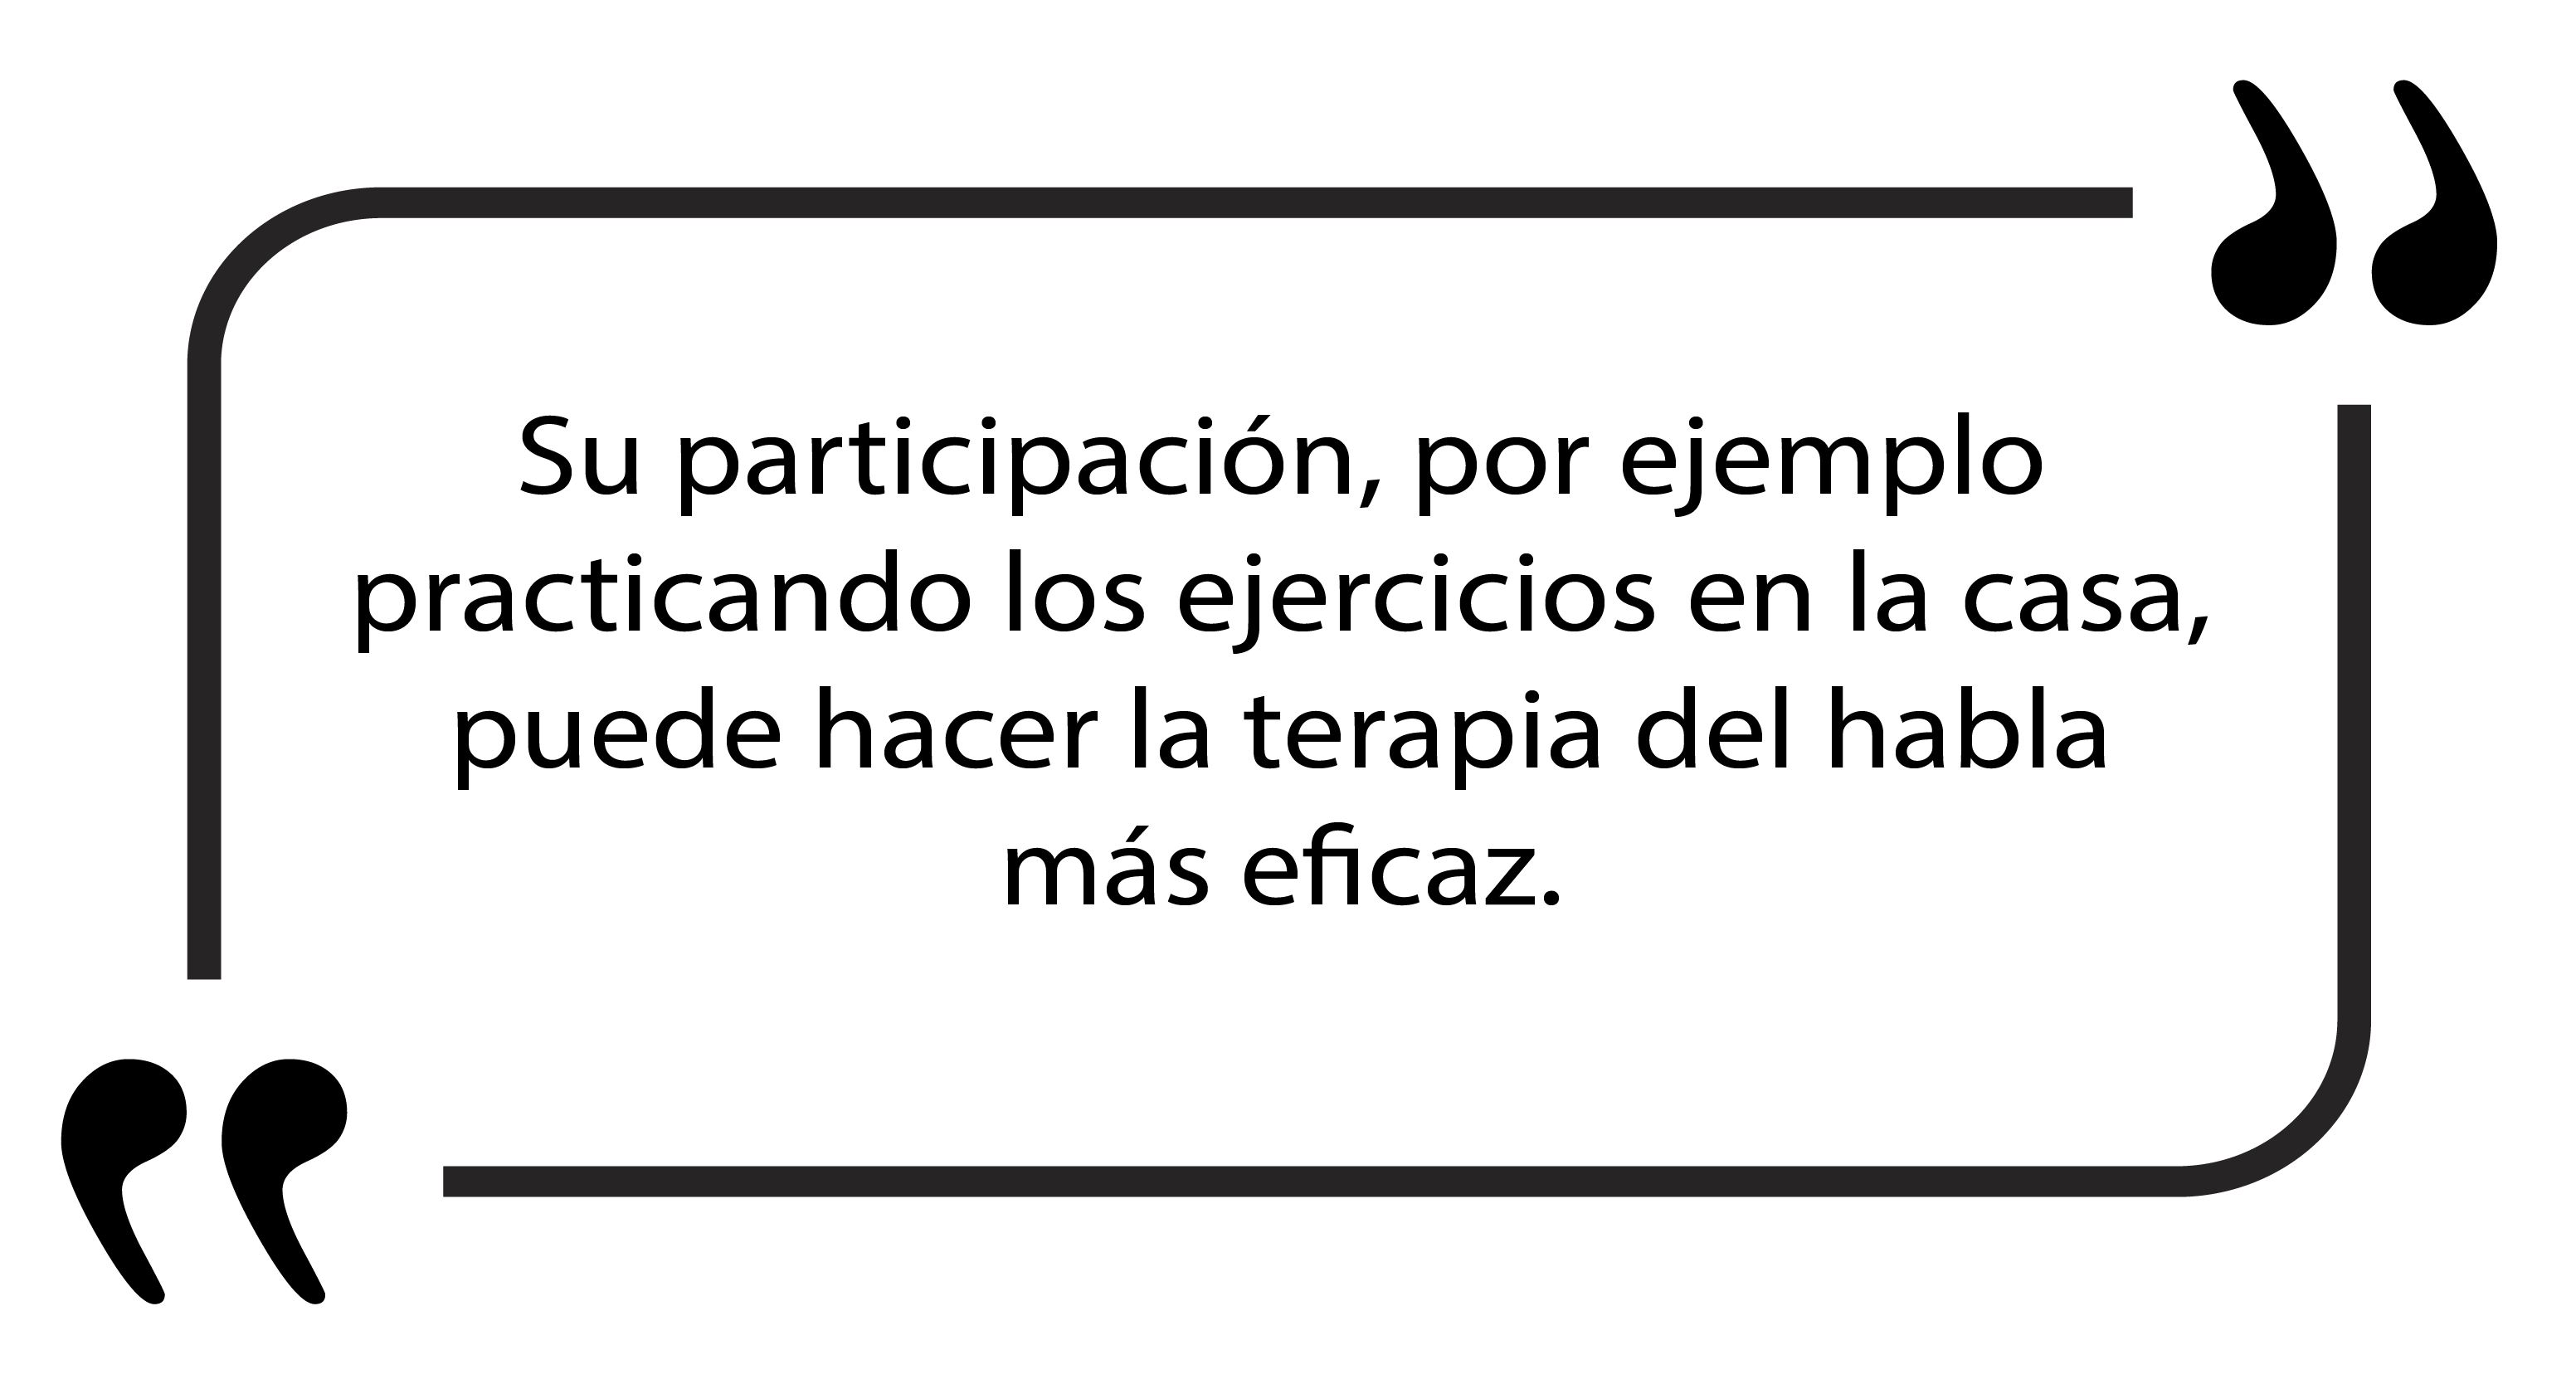 Su participación, por ejemplo
practicando los ejercicios en la casa,
puede hacer la terapia del habla
más eficaz.